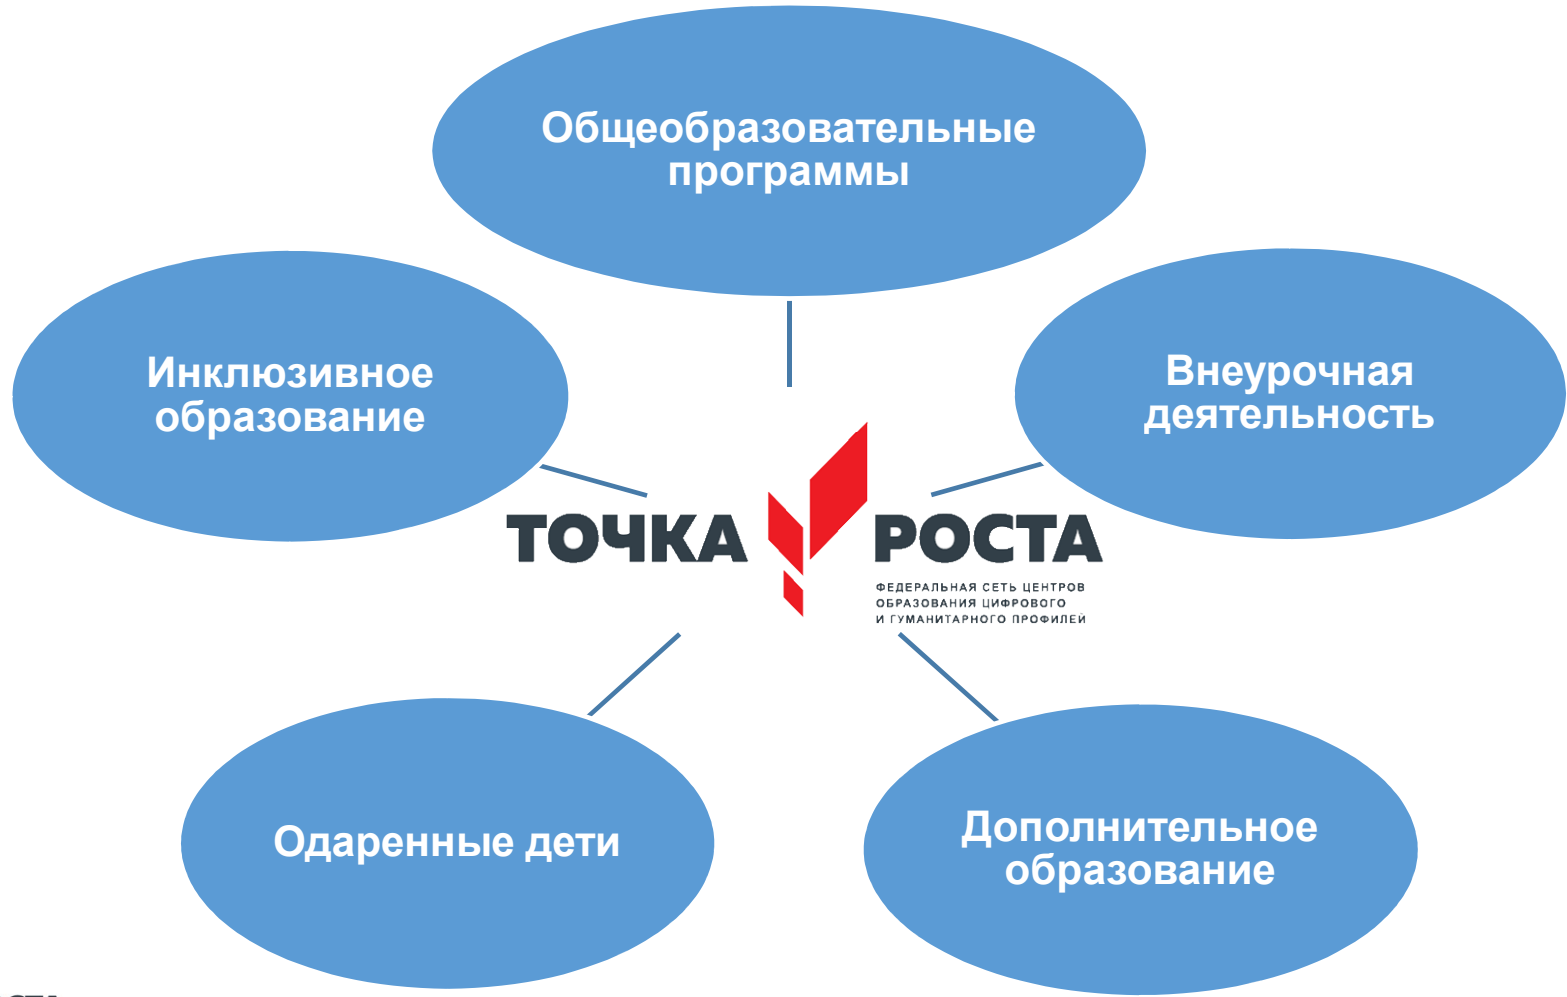 Общеобразовательные
программы
Инклюзивное
образование
Внеурочная
деятельность
ТОЧКА РОСТА
ФЕДЕРАЛЬНАЯ СЕТЬ ЦЕНТРОВ
ОБРАЗОВАНИЯ ЦИФРОВОГО
И ГУМАНИТАРНОГО ПРОФИЛЕЙ
Одаренные дети
Дополнительное
образование